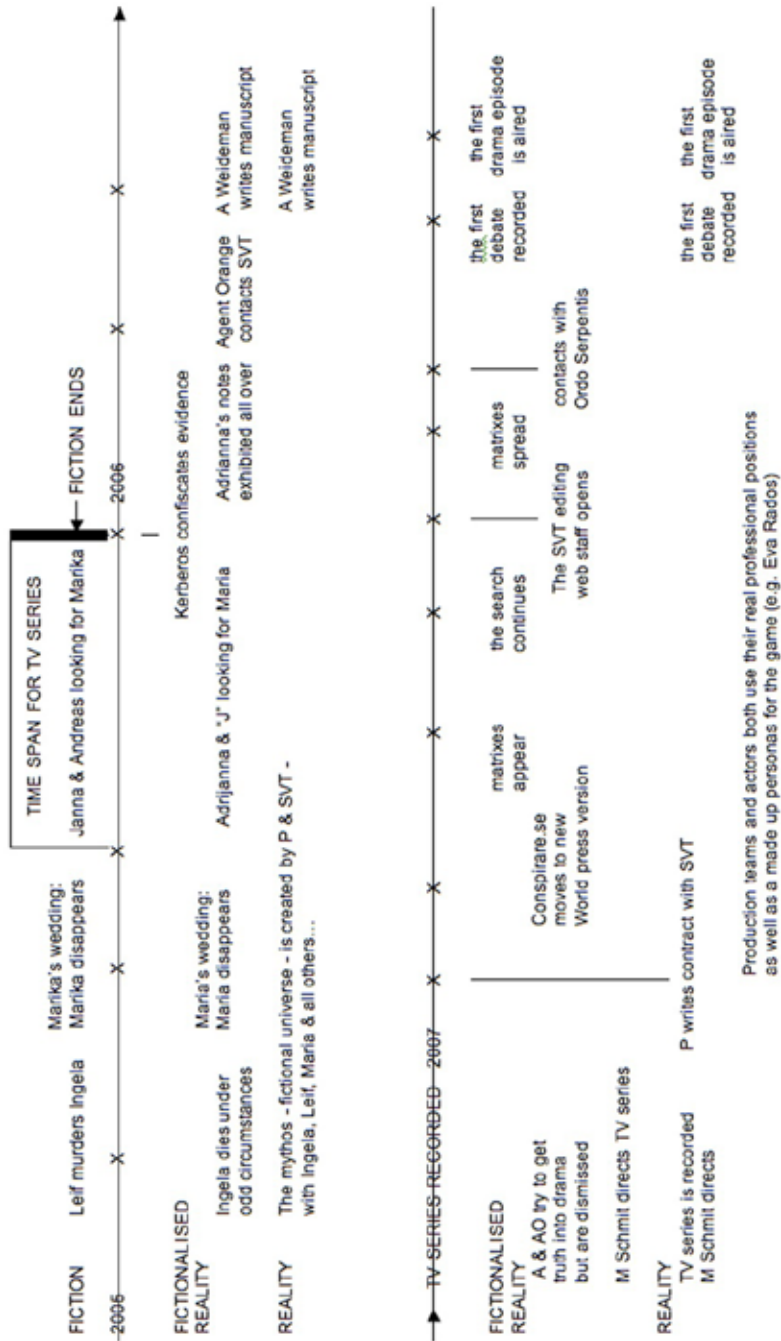 TIME SPAN FOR TV SERIES
FICTION
Leif murders Ingela
Marika's wedding:
Marika disappears
Janna & Andreas looking for Marika
FICTION ENDS
2006
2006
FICTIONALISED
REALITY
Ingela dies under
odd circumstances
Maria's wedding:
Maria disappears
Adrijanna & "J" looking for Maria
Kerberos confiscates evidence
Adrianna's notes
exhibited all over
Agent Orange
contacts SVT
A Weideman
writes manuscript
REALITY
The mythos - fictional universe - is created by P & SVT -
with Ingela, Leif, Maria & all others...
A Weideman
writes manuscript
TV SERIES RECORDED 2007
FICTIONALISED
REALITY
A & AO try to get
truth into drama
but are dismissed
M Schmit directs TV series
Conspirare.se
moves to new
World press version
matrixes
appear
the search
continues
The SVT editing
web staff opens
matrixes
spread
contacts with
Ordo Serpentis
the first
debate
recorded
the first
drama episode
is aired
REALITY
TV series is recorded
M Schmit directs
P writes contract with SVT
the first
debate
recorded
the first
drama episode
is aired
Production teams and actors both use their real professional positions
as well as a made up personas for the game (e.g. Eva Rados)